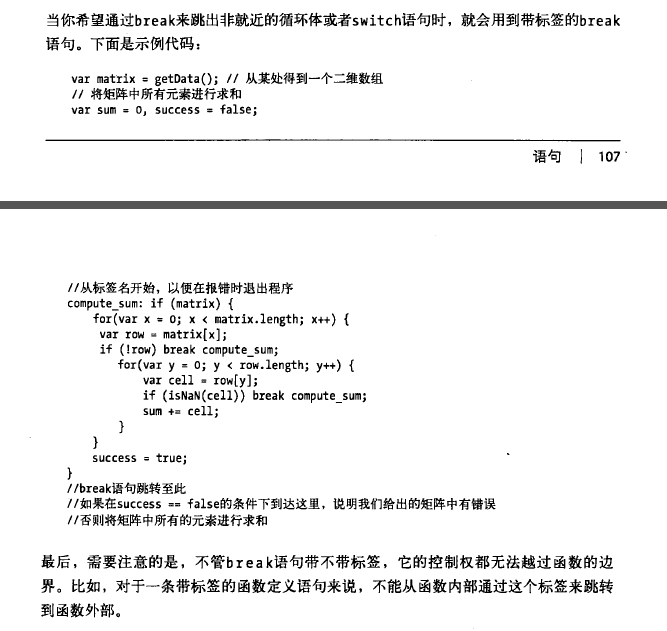 当你希望通过break来跳出非就近的循环体或者switch语句时，就会用到带标签的break
语句。下面是示例代码：
var matrix = getData(); // 从某处得到一个二维数组
// 将矩阵中所有元素进行求和
var sum = 0, success = false;
语句 | 107
//从标签名开始，以便在报错时退出程序
compute_sum: if (matrix) {
for(var x = 0; x < matrix.length; x++) {
var row = matrix[x];
if (!row) break compute_sum;
for(var y = 0; y < row.length; y++) {
var cell = row[y];
if (isNaN(cell)) break compute_sum;
sum += cell;
}
}
success = true;
}
//break语句跳转至此
//如果在success == false的条件下到达这里，说明我们给出的矩阵中有错误
//否则将矩阵中所有的元素进行求和
最后，需要注意的是，不管break语句带不带标签，它的控制权都无法越过函数的边
界。比如，对于一条带标签的函数定义语句来说，不能从函数内部通过这个标签来跳转
到函数外部。